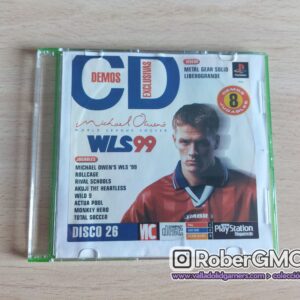 CD
DEMOS
EXCLUSIVAS
METAL GEAR SOLID
LIBEROGRANDE
8
Michael Owen's
WORLD LEAGUE SOCCER
WLS99
JUGABLES
MICHAEL OWEN'S WLS '99
ROLLCAGE
RIVAL SCHOOLS
AKUJI THE HEARTLESS
WILD 9
ACTUA POOL
MONKEY HERO
TOTAL SOCCER
DISCO 26
PlayStation
Magazine
RoberGMC
www.valladolidgamers.com - coleccio